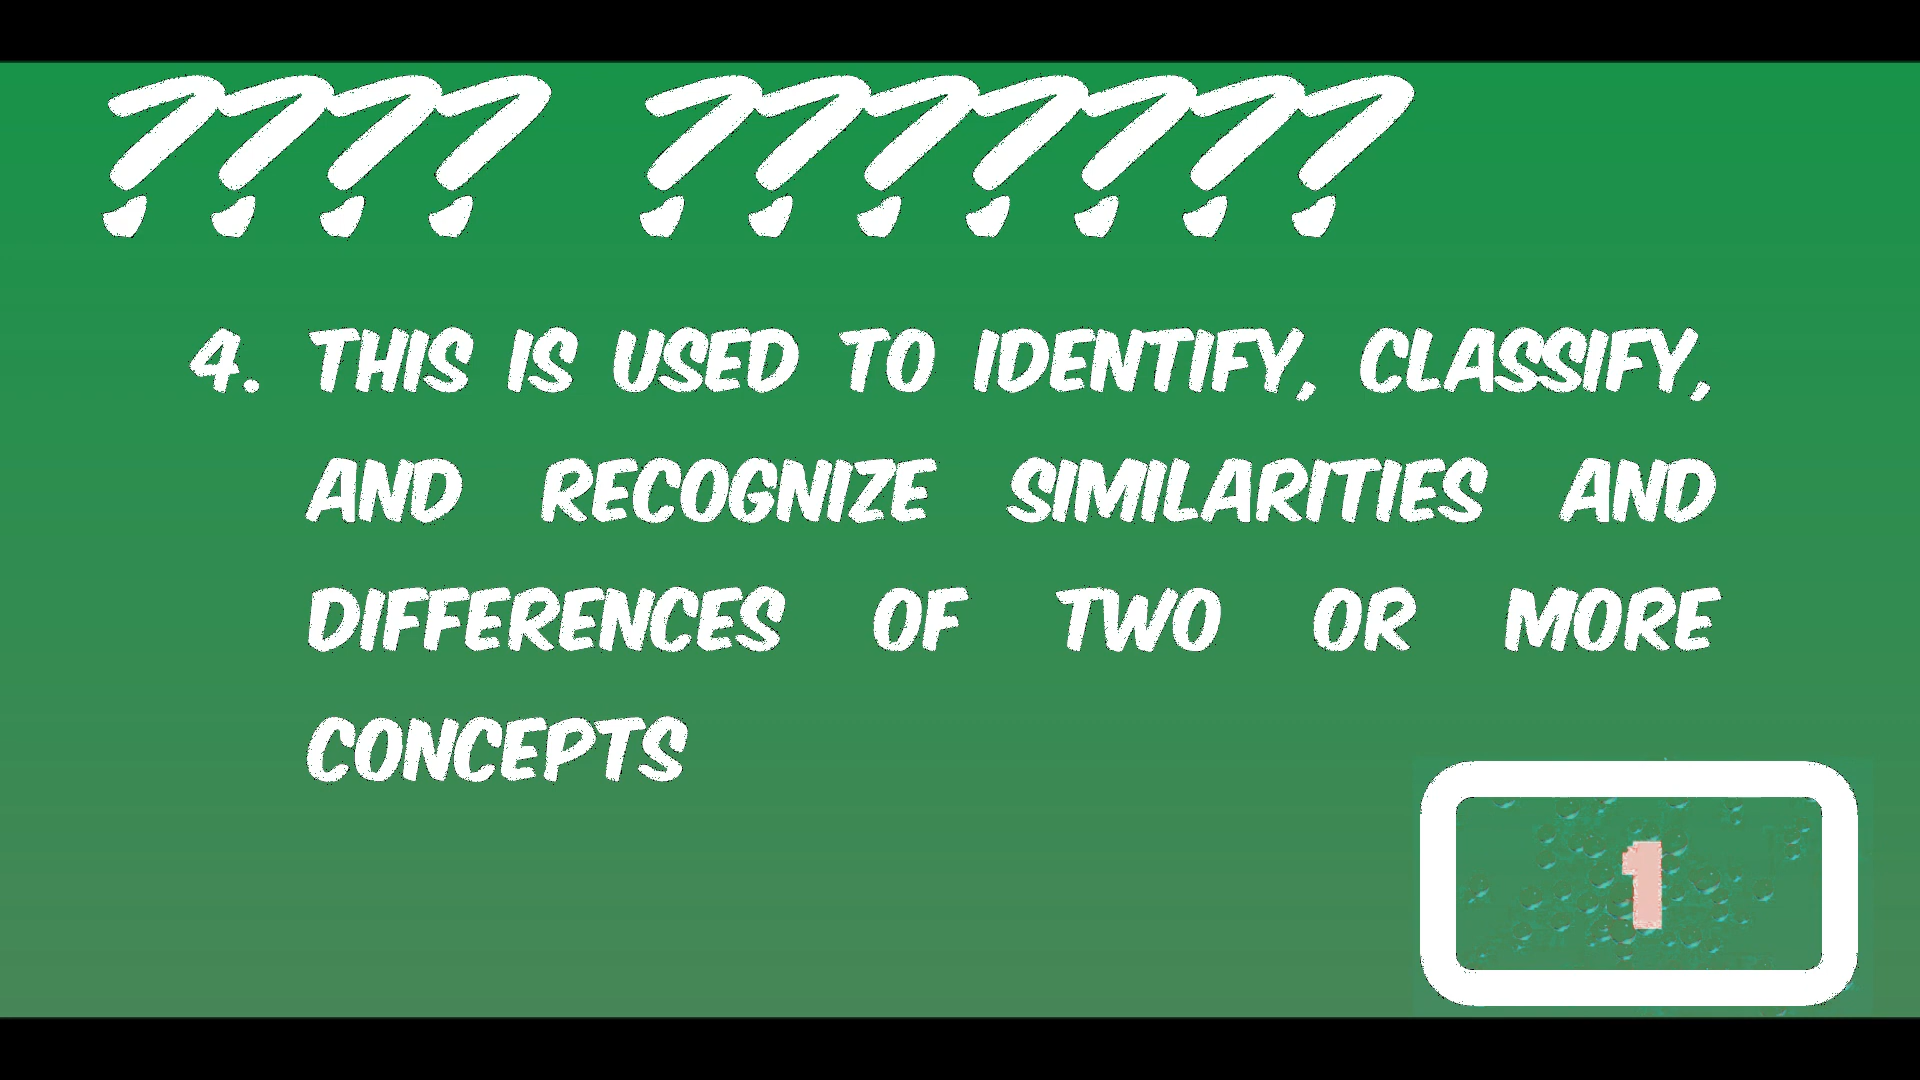 ???? ???????
4. THIS IS USED TO IDENTIFY, CLASSIFY,
AND RECOGNIZE SIMILARITIES AND
DIFFERENCES OF TWO OR MORE
CONCEPTS
1